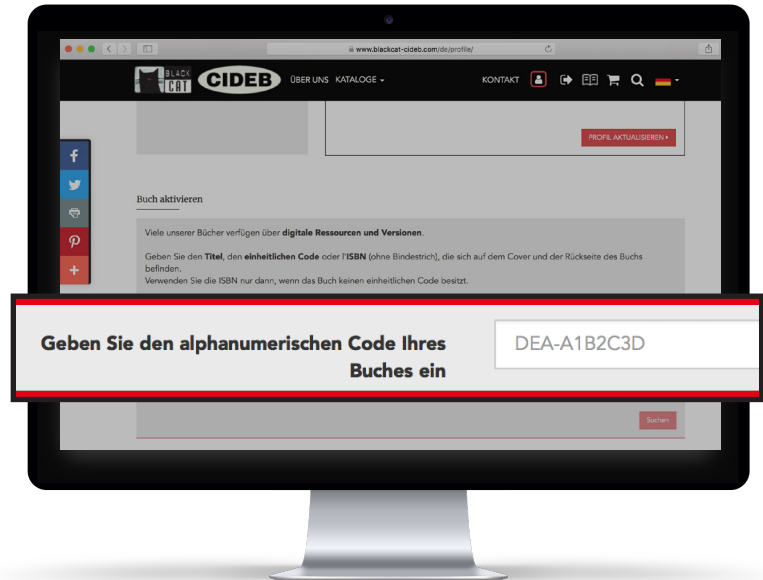 www.blackcat-cideb.com/de/profile/
BLACK CAT CIDEB ÜBER UNS KATALOGE KONTAKT
PROFIL AKTUALISIEREN
Buch aktivieren
Viele unserer Bücher verfügen über digitale Ressourcen und Versionen.
Geben Sie den Titel, den einheitlichen Code oder l'ISBN (ohne Bindestrich), die sich auf dem Cover und der Rückseite des Buchs
befinden.
Verwenden Sie die ISBN nur dann, wenn das Buch keinen einheitlichen Code besitzt.
Geben Sie den alphanumerischen Code Ihres
Buches ein
DEA-A1B2C3D
Suchen